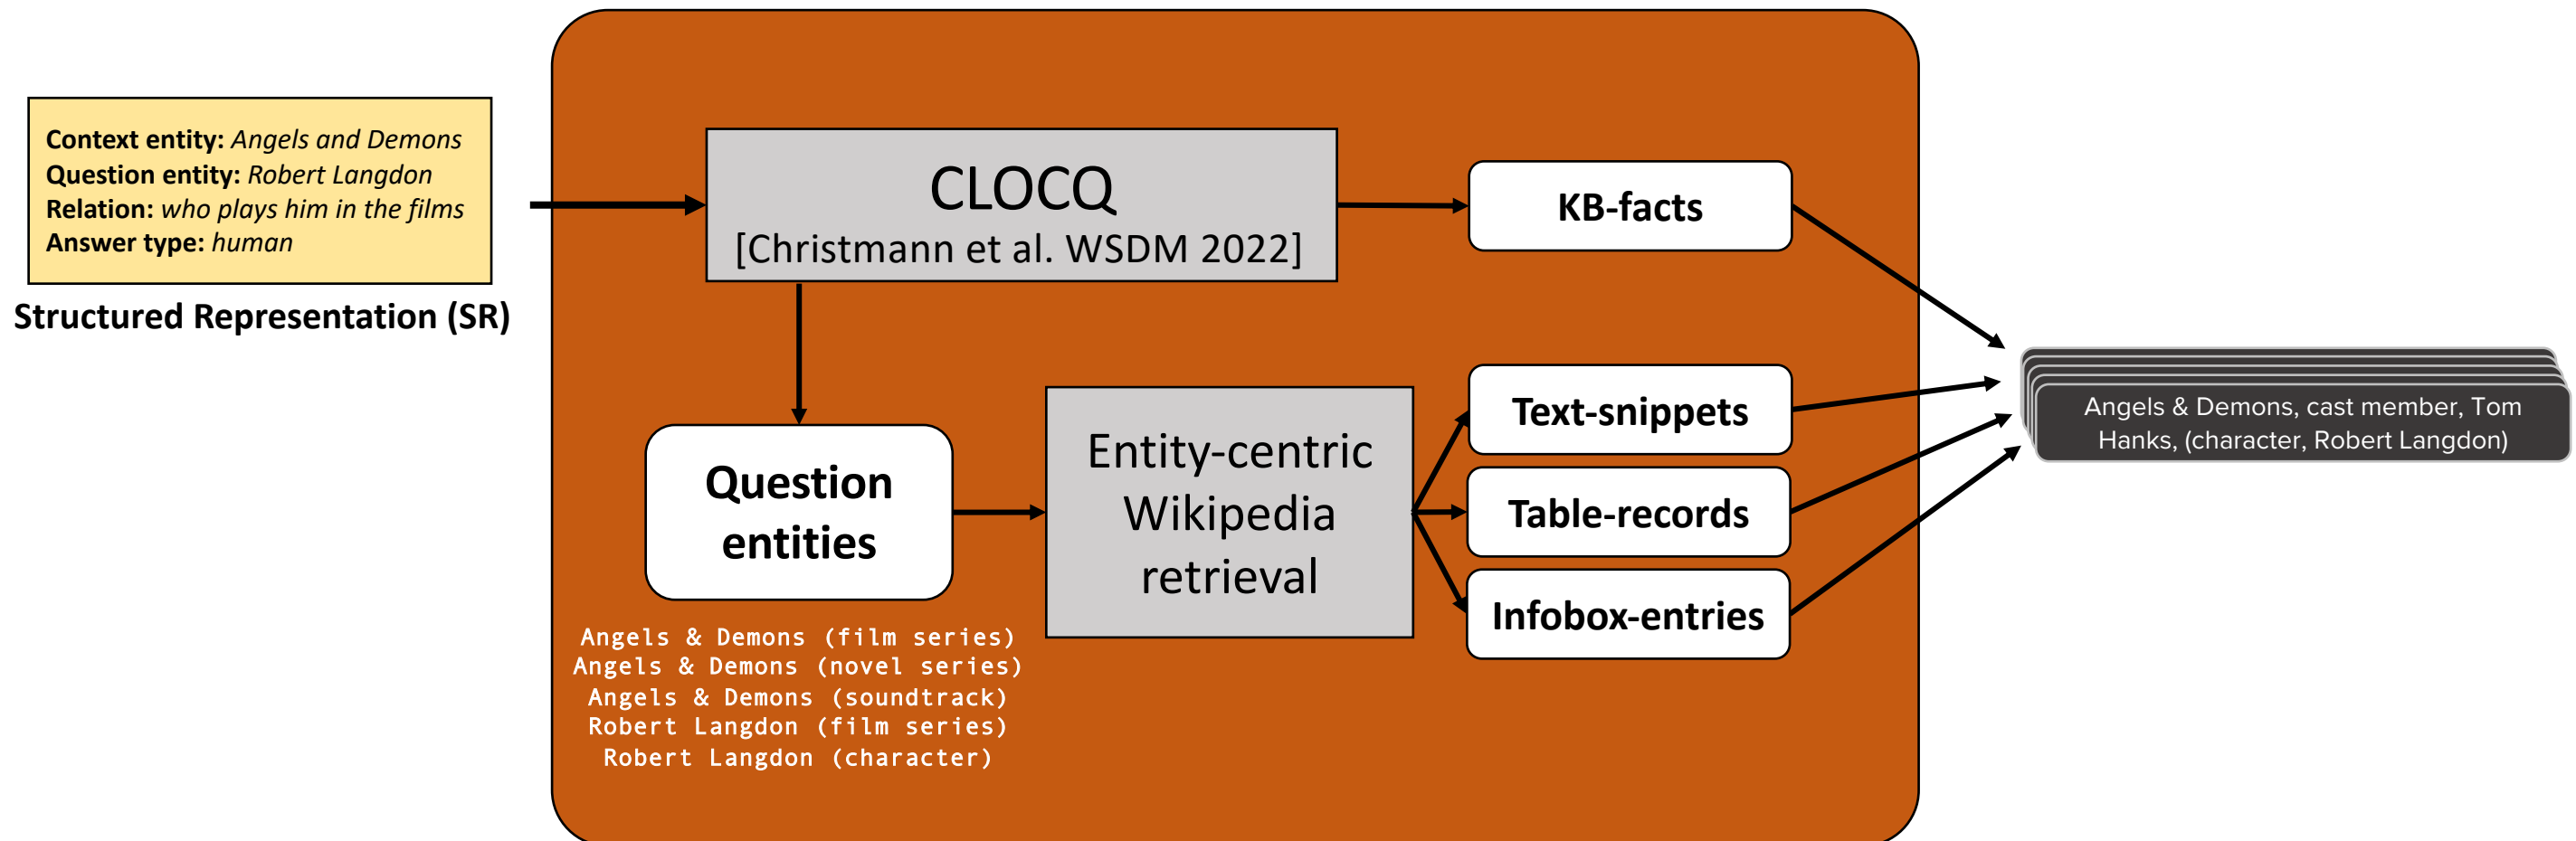 Context entity: Angels and Demons
Question entity: Robert Langdon
Relation: who plays him in the films
Answer type: human
Structured Representation (SR)
CLOCQ
[Christmann et al. WSDM 2022]
KB-facts
Question
entities
Angels & Demons (film series)
Angels & Demons (novel series)
Angels & Demons (soundtrack)
Robert Langdon (film series)
Robert Langdon (character)
Entity-centric
Wikipedia
retrieval
Text-snippets
Table-records
Infobox-entries
Angels & Demons, cast member, Tom
Hanks, (character, Robert Langdon)